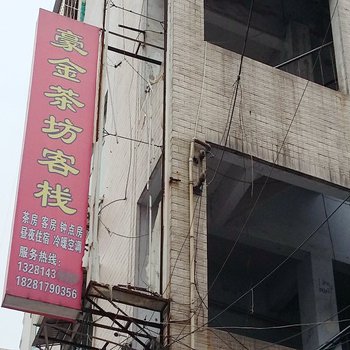 豪金茶坊客栈
茶房 客房 钟点房
昼夜住宿 冷暖空调
服务热线:
13281343
18281790356